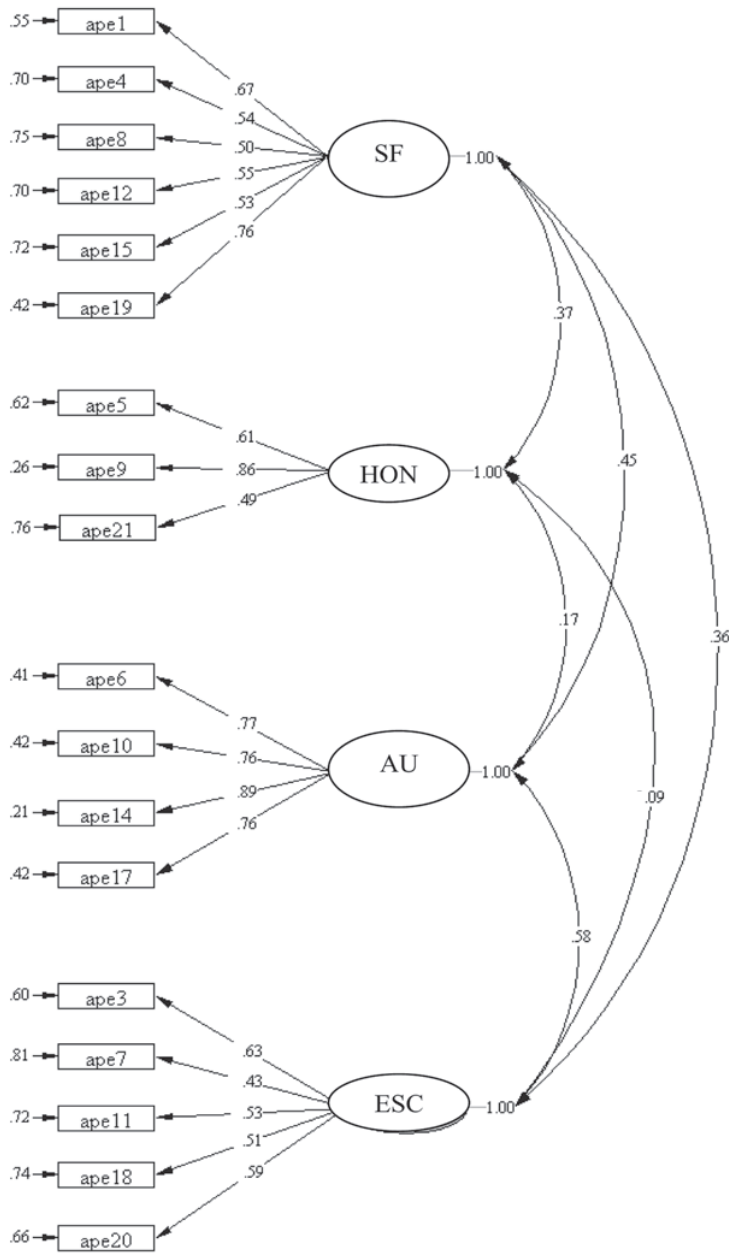 .55 ape1
.70 ape4
.75 ape8
.70 ape12
.72 ape15
.42 ape19
.67
.54
.50
.55
.53
.76
SF 1.00
.62 ape5
.26 ape9
.76 ape21
.61
.86
.49
HON 1.00
.41 ape6
.42 ape10
.21 ape14
.42 ape17
.77
.76
.89
.76
AU 1.00
.60 ape3
.81 ape7
.72 ape11
.74 ape18
.66 ape20
.63
.43
.53
.51
.59
ESC 1.00
.37
.45
.17
.36
.09
.58